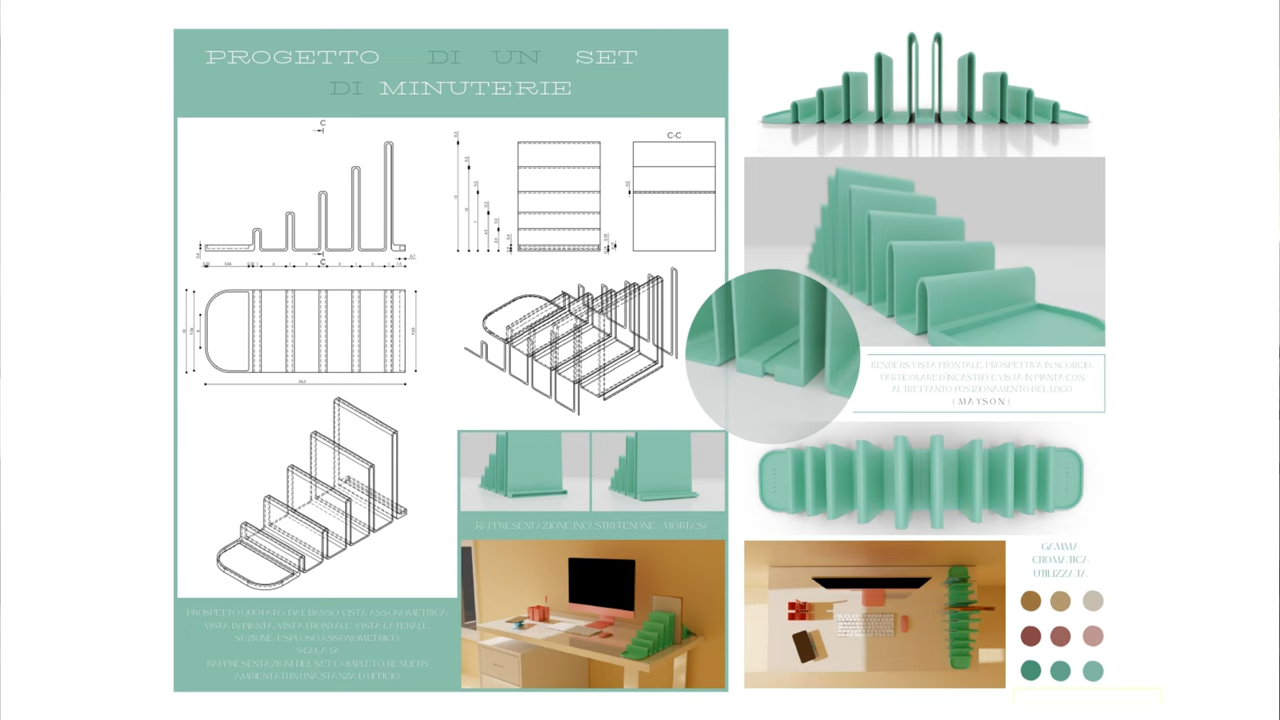 PROGETTO DI UN SET
DI MINUTERIE
C
C-C
C
RENDERS VISTA FRONTALE, PROSPETTIVA IN SCORCIO,
PARTICOLARE D'INCASTRO E VISTA IN PIANTA CON
ALTRETTANTO POSIZIONAMENTO DEL LOGO
(MAYSON)
RAPPRESENTAZIONE INCASTRI TENONE - MORTASA
GAMMA
CROMATICA
UTILIZZATA
PROSPETTO QUOTATO, DAL BASSO: VISTA ASSONOMETRICA,
VISTA IN PIANTA, VISTA FRONTALE, VISTA LATERALE,
SEZIONE, ESPLOSO ASSONOMETRICO.
SCALA 1:2
RAPPRESENTAZIONI DEL SET COMPLETO, RENDERS
AMBIENTATI IN UNA STANZA D'UFFICIO